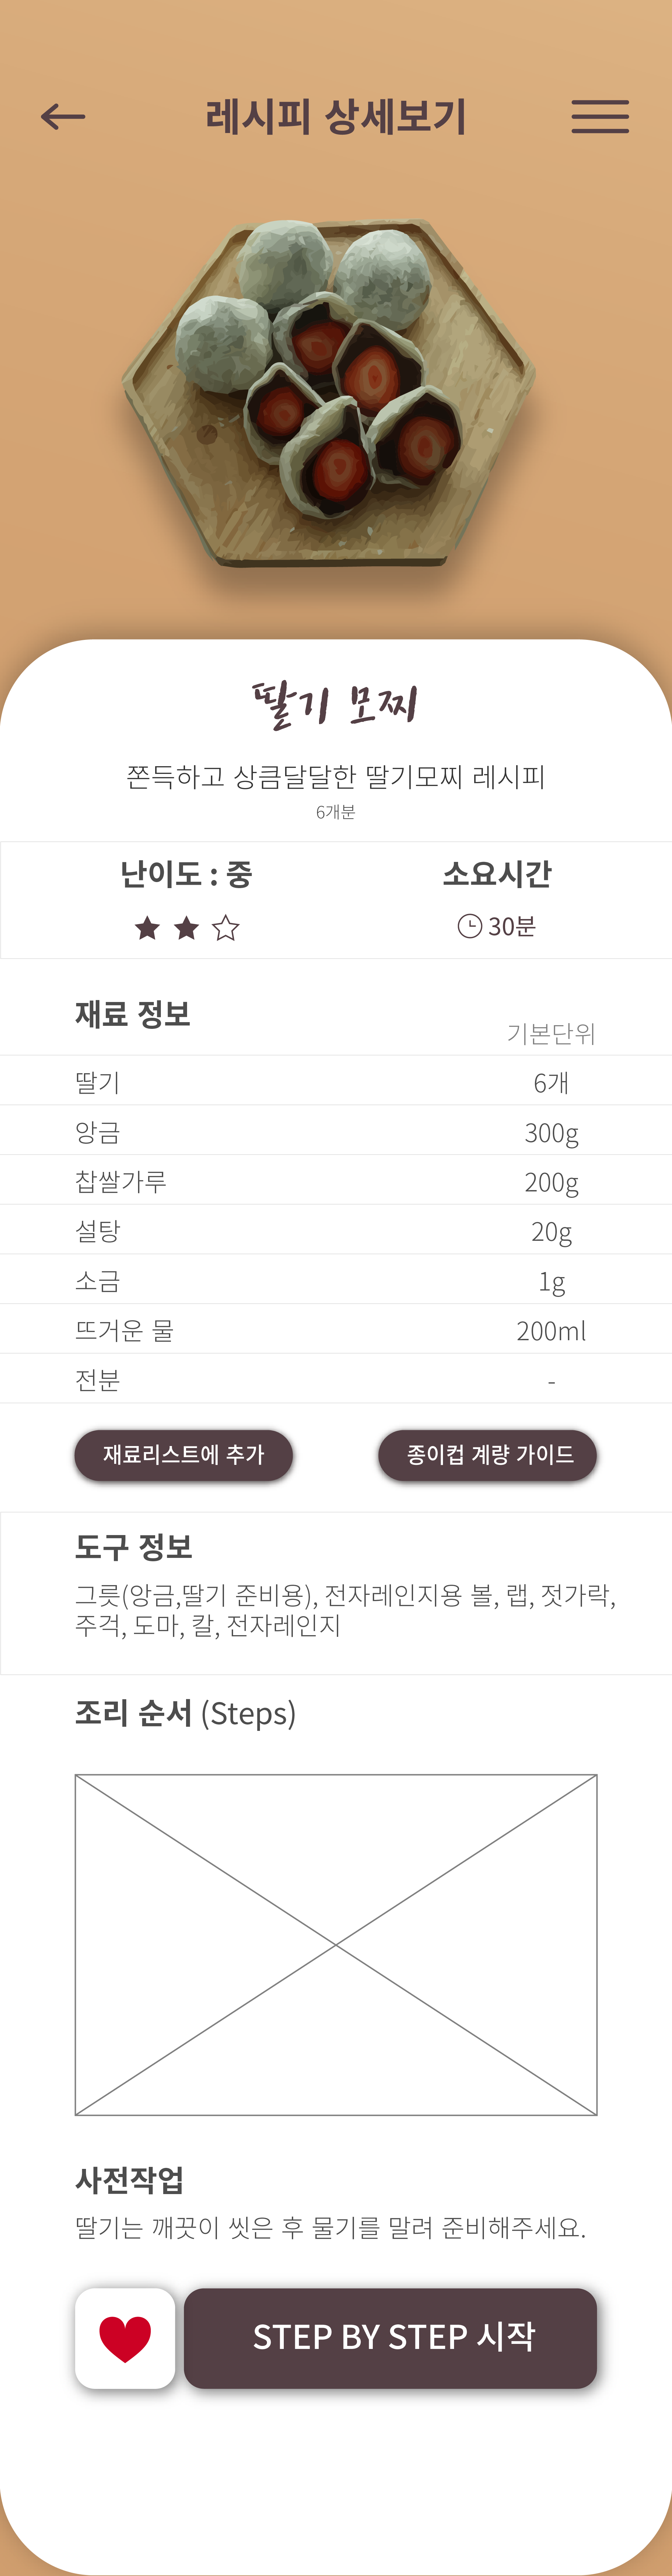 레시피 상세보기
딸기 모찌
쫀득하고 상큼달달한 딸기모찌 레시피
6개분
난이도 : 중
소요시간
30분
재료 정보
기본단위
딸기 6개
앙금 300g
찹쌀가루 200g
설탕 20g
소금 1g
뜨거운 물 200ml
전분 -
재료리스트에 추가
종이컵 계량 가이드
도구 정보
그릇(앙금,딸기 준비용), 전자레인지용 볼, 랩, 젓가락,
주걱, 도마, 칼, 전자레인지
조리 순서 (Steps)
사전작업
딸기는 깨끗이 씻은 후 물기를 말려 준비해주세요.
STEP BY STEP 시작